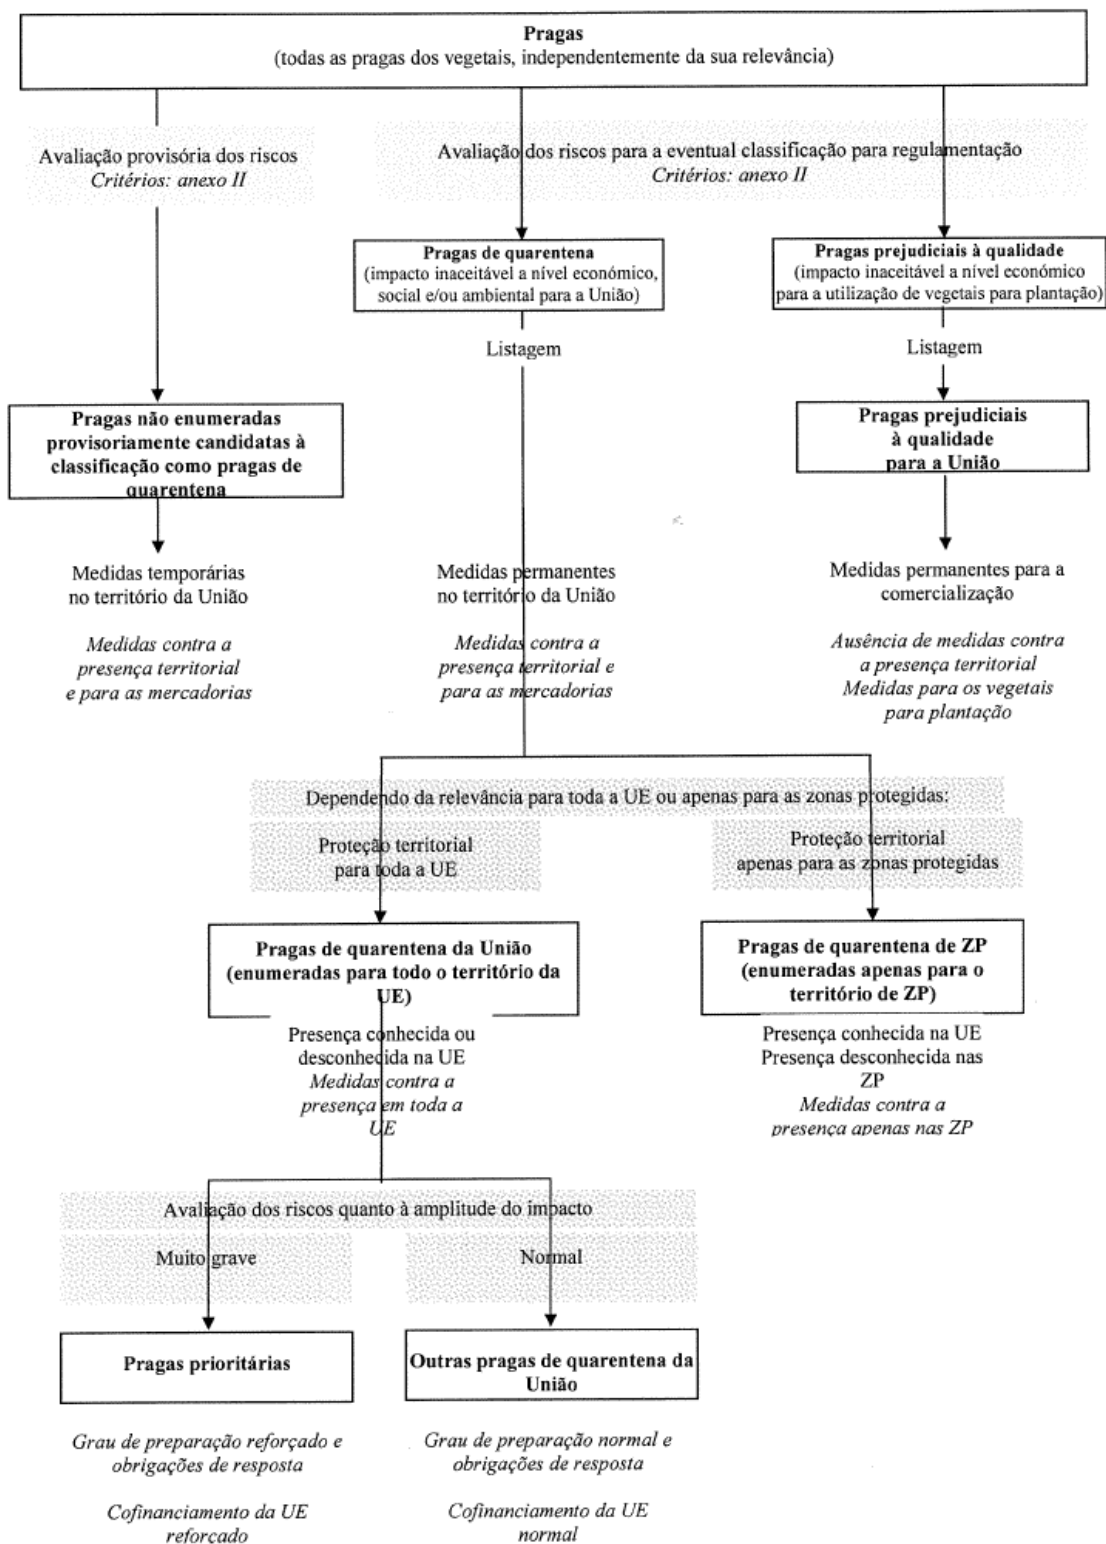 Pragas
(todas as pragas dos vegetais, independentemente da sua relevância)
Avaliação provisória dos riscos
Critérios: anexo II
Avaliação dos riscos para a eventual classificação para regulamentação
Critérios: anexo II
Pragas de quarentena
(impacto inaceitável a nível económico,
social e/ou ambiental para a União)
Pragas prejudiciais à qualidade
(impacto inaceitável a nível económico
para a utilização de vegetais para plantação)
Listagem
Listagem
Pragas não enumeradas
provisoriamente candidatas à
classificação como pragas de
quarentena
Pragas prejudiciais
à qualidade
para a União
Medidas temporárias
no território da União
Medidas contra a
presença territorial
e para as mercadorias
Medidas permanentes
no território da União
Medidas contra a
presença territorial e
para as mercadorias
Medidas permanentes para a
comercialização
Ausência de medidas contra
a presença territorial
Medidas para os vegetais
para plantação
Dependendo da relevância para toda a UE ou apenas para as zonas protegidas:
Proteção territorial
para toda a UE
Proteção territorial
apenas para as zonas protegidas
Pragas de quarentena da União
(enumeradas para todo o território da
UE)
Presença conhecida ou
desconhecida na UE
Medidas contra a
presença em toda a
UE
Pragas de quarentena de ZP
(enumeradas apenas para o
território de ZP)
Presença conhecida na UE
Presença desconhecida nas
ZP
Medidas contra a
presença apenas nas ZP
Avaliação dos riscos quanto à amplitude do impacto
Muito grave
Normal
Pragas prioritárias
Outras pragas de quarentena da
União
Grau de preparação reforçado e
obrigações de resposta
Cofinanciamento da UE
reforçado
Grau de preparação normal e
obrigações de resposta
Cofinanciamento da UE
normal